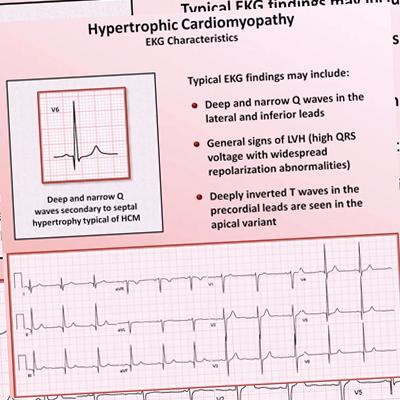 Typical EKG findings may inclu
Hypertrophic Cardiomyopathy
EKG Characteristics
Typical EKG findings may include:
V6
Deep and narrow Q
waves secondary to septal
hypertrophy typical of HCM
• Deep and narrow Q waves in the
lateral and inferior leads
• General signs of LVH (high QRS
voltage with widespread
repolarization abnormalities)
• Deeply inverted T waves in the
precordial leads are seen in the
apical variant
I
aVR
V1
V4
II
aVL
V2
V5
III
aVF
V3
V6
V2
V5